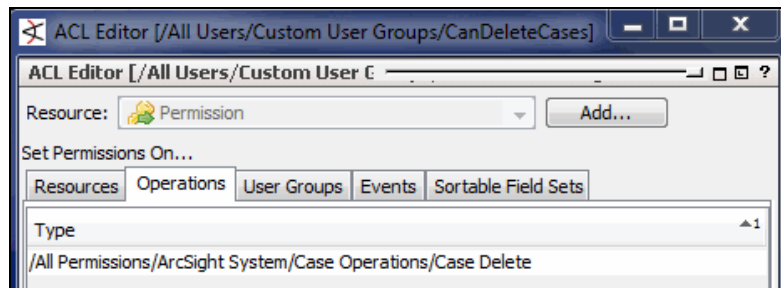 ACL Editor [/All Users/Custom User Groups/CanDeleteCases]
ACL Editor [/All Users/Custom User G
Resource: Permission Add...
Set Permissions On...
Resources Operations User Groups Events Sortable Field Sets
Type 1
/All Permissions/ArcSight System/Case Operations/Case Delete